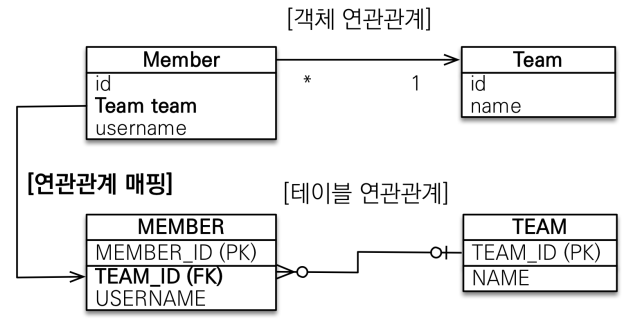 [객체 연관관계]
Member
id
Team team
username
* 1
Team
id
name
[연관관계 매핑]
[테이블 연관관계]
MEMBER
MEMBER_ID (PK)
TEAM_ID (FK)
USERNAME
TEAM
TEAM_ID (PK)
NAME